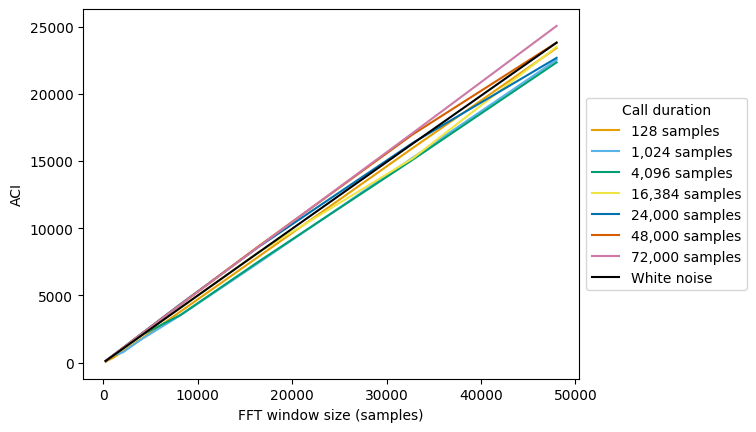 25000
20000
15000
10000
5000
0
ACI
0 10000 20000 30000 40000 50000
FFT window size (samples)
Call duration
128 samples
1,024 samples
4,096 samples
16,384 samples
24,000 samples
48,000 samples
72,000 samples
White noise